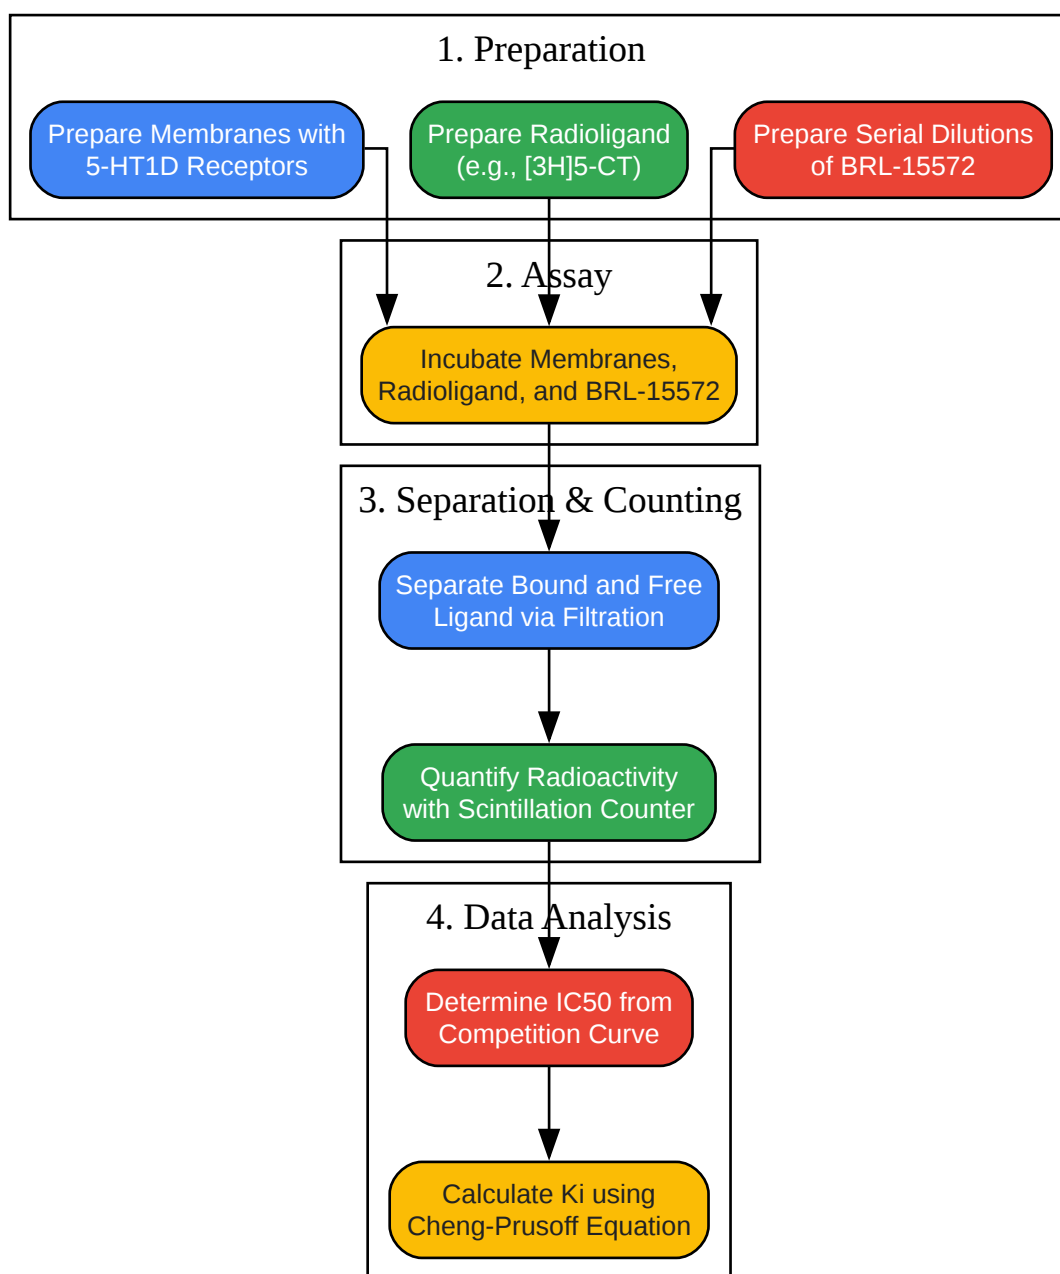 1. Preparation
Prepare Membranes with
5-HT1D Receptors
Prepare Radioligand
(e.g., [3H]5-CT)
Prepare Serial Dilutions
of BRL-15572
2. Assay
Incubate Membranes,
Radioligand, and BRL-15572
3. Separation & Counting
Separate Bound and Free
Ligand via Filtration
Quantify Radioactivity
with Scintillation Counter
4. Data Analysis
Determine IC50 from
Competition Curve
Calculate Ki using
Cheng-Prusoff Equation